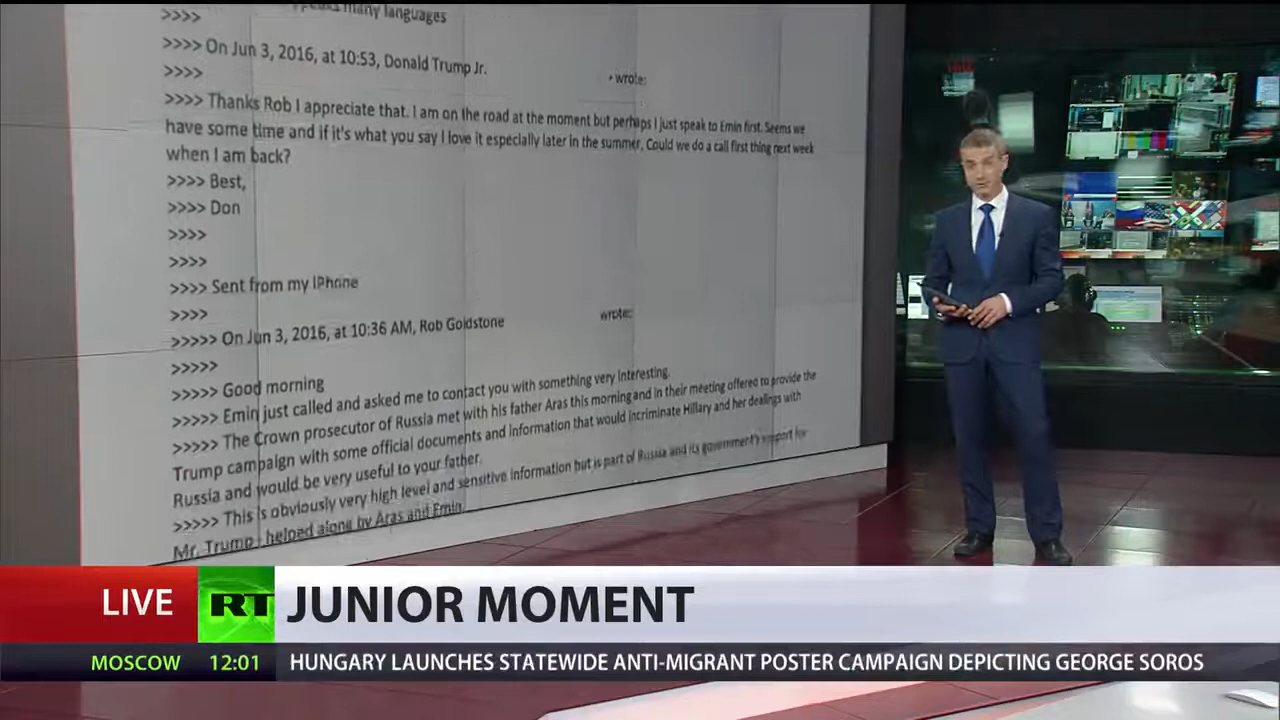 many languages
>>>>
>>>> On Jun 3, 2016, at 10:53, Donald Trump Jr. wrote:
>>>>
>>>> Thanks Rob I appreciate that. I am on the road at the moment but perhaps I just speak to Emin first. Seems we
have some time and if it's what you say I love it especially later in the summer. Could we do a call first thing next week
when I am back?
>>>> Best,
>>>> Don
>>>>
>>>>
>>>> Sent from my iPhone
>>>>
>>>>> On Jun 3, 2016, at 10:36 AM, Rob Goldstone wrote:
>>>>>
>>>>> Good morning
>>>>> Emin just called and asked me to contact you with something very interesting.
>>>>> The Crown prosecutor of Russia met with his father Aras this morning and in their meeting offered to provide the
Trump campaign with some official documents and information that would incriminate Hillary and her dealings with
Russia and would be very useful to your father.
>>>>> This is obviously very high level and sensitive information but is part of Russia and its government's support for
Mr. Trump - helped along by Aras and Emin.
LIVE RT JUNIOR MOMENT
MOSCOW 12:01 HUNGARY LAUNCHES STATEWIDE ANTI-MIGRANT POSTER CAMPAIGN DEPICTING GEORGE SOROS